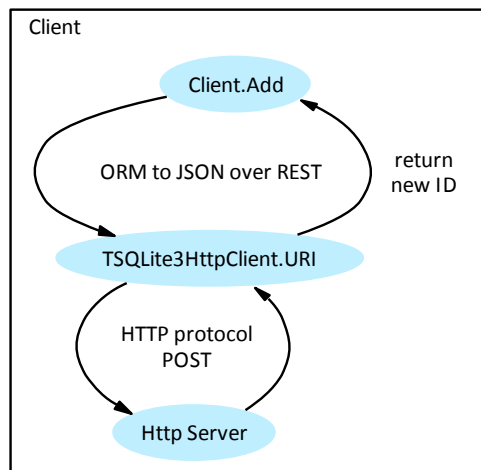 Client
Client.Add
ORM to JSON over REST
return
new ID
TSQLite3HttpClient.URI
HTTP protocol
POST
Http Server